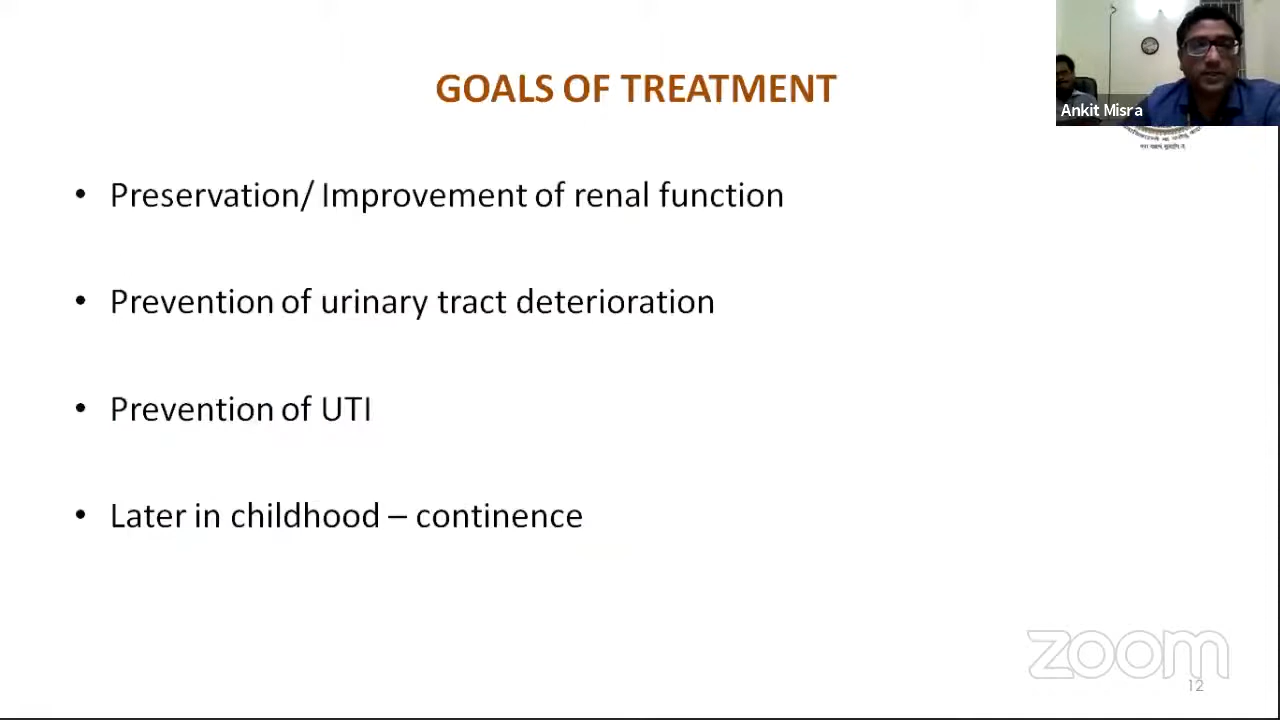 GOALS OF TREATMENT
Ankit Misra
• Preservation/ Improvement of renal function
• Prevention of urinary tract deterioration
• Prevention of UTI
• Later in childhood – continence
zoom
12